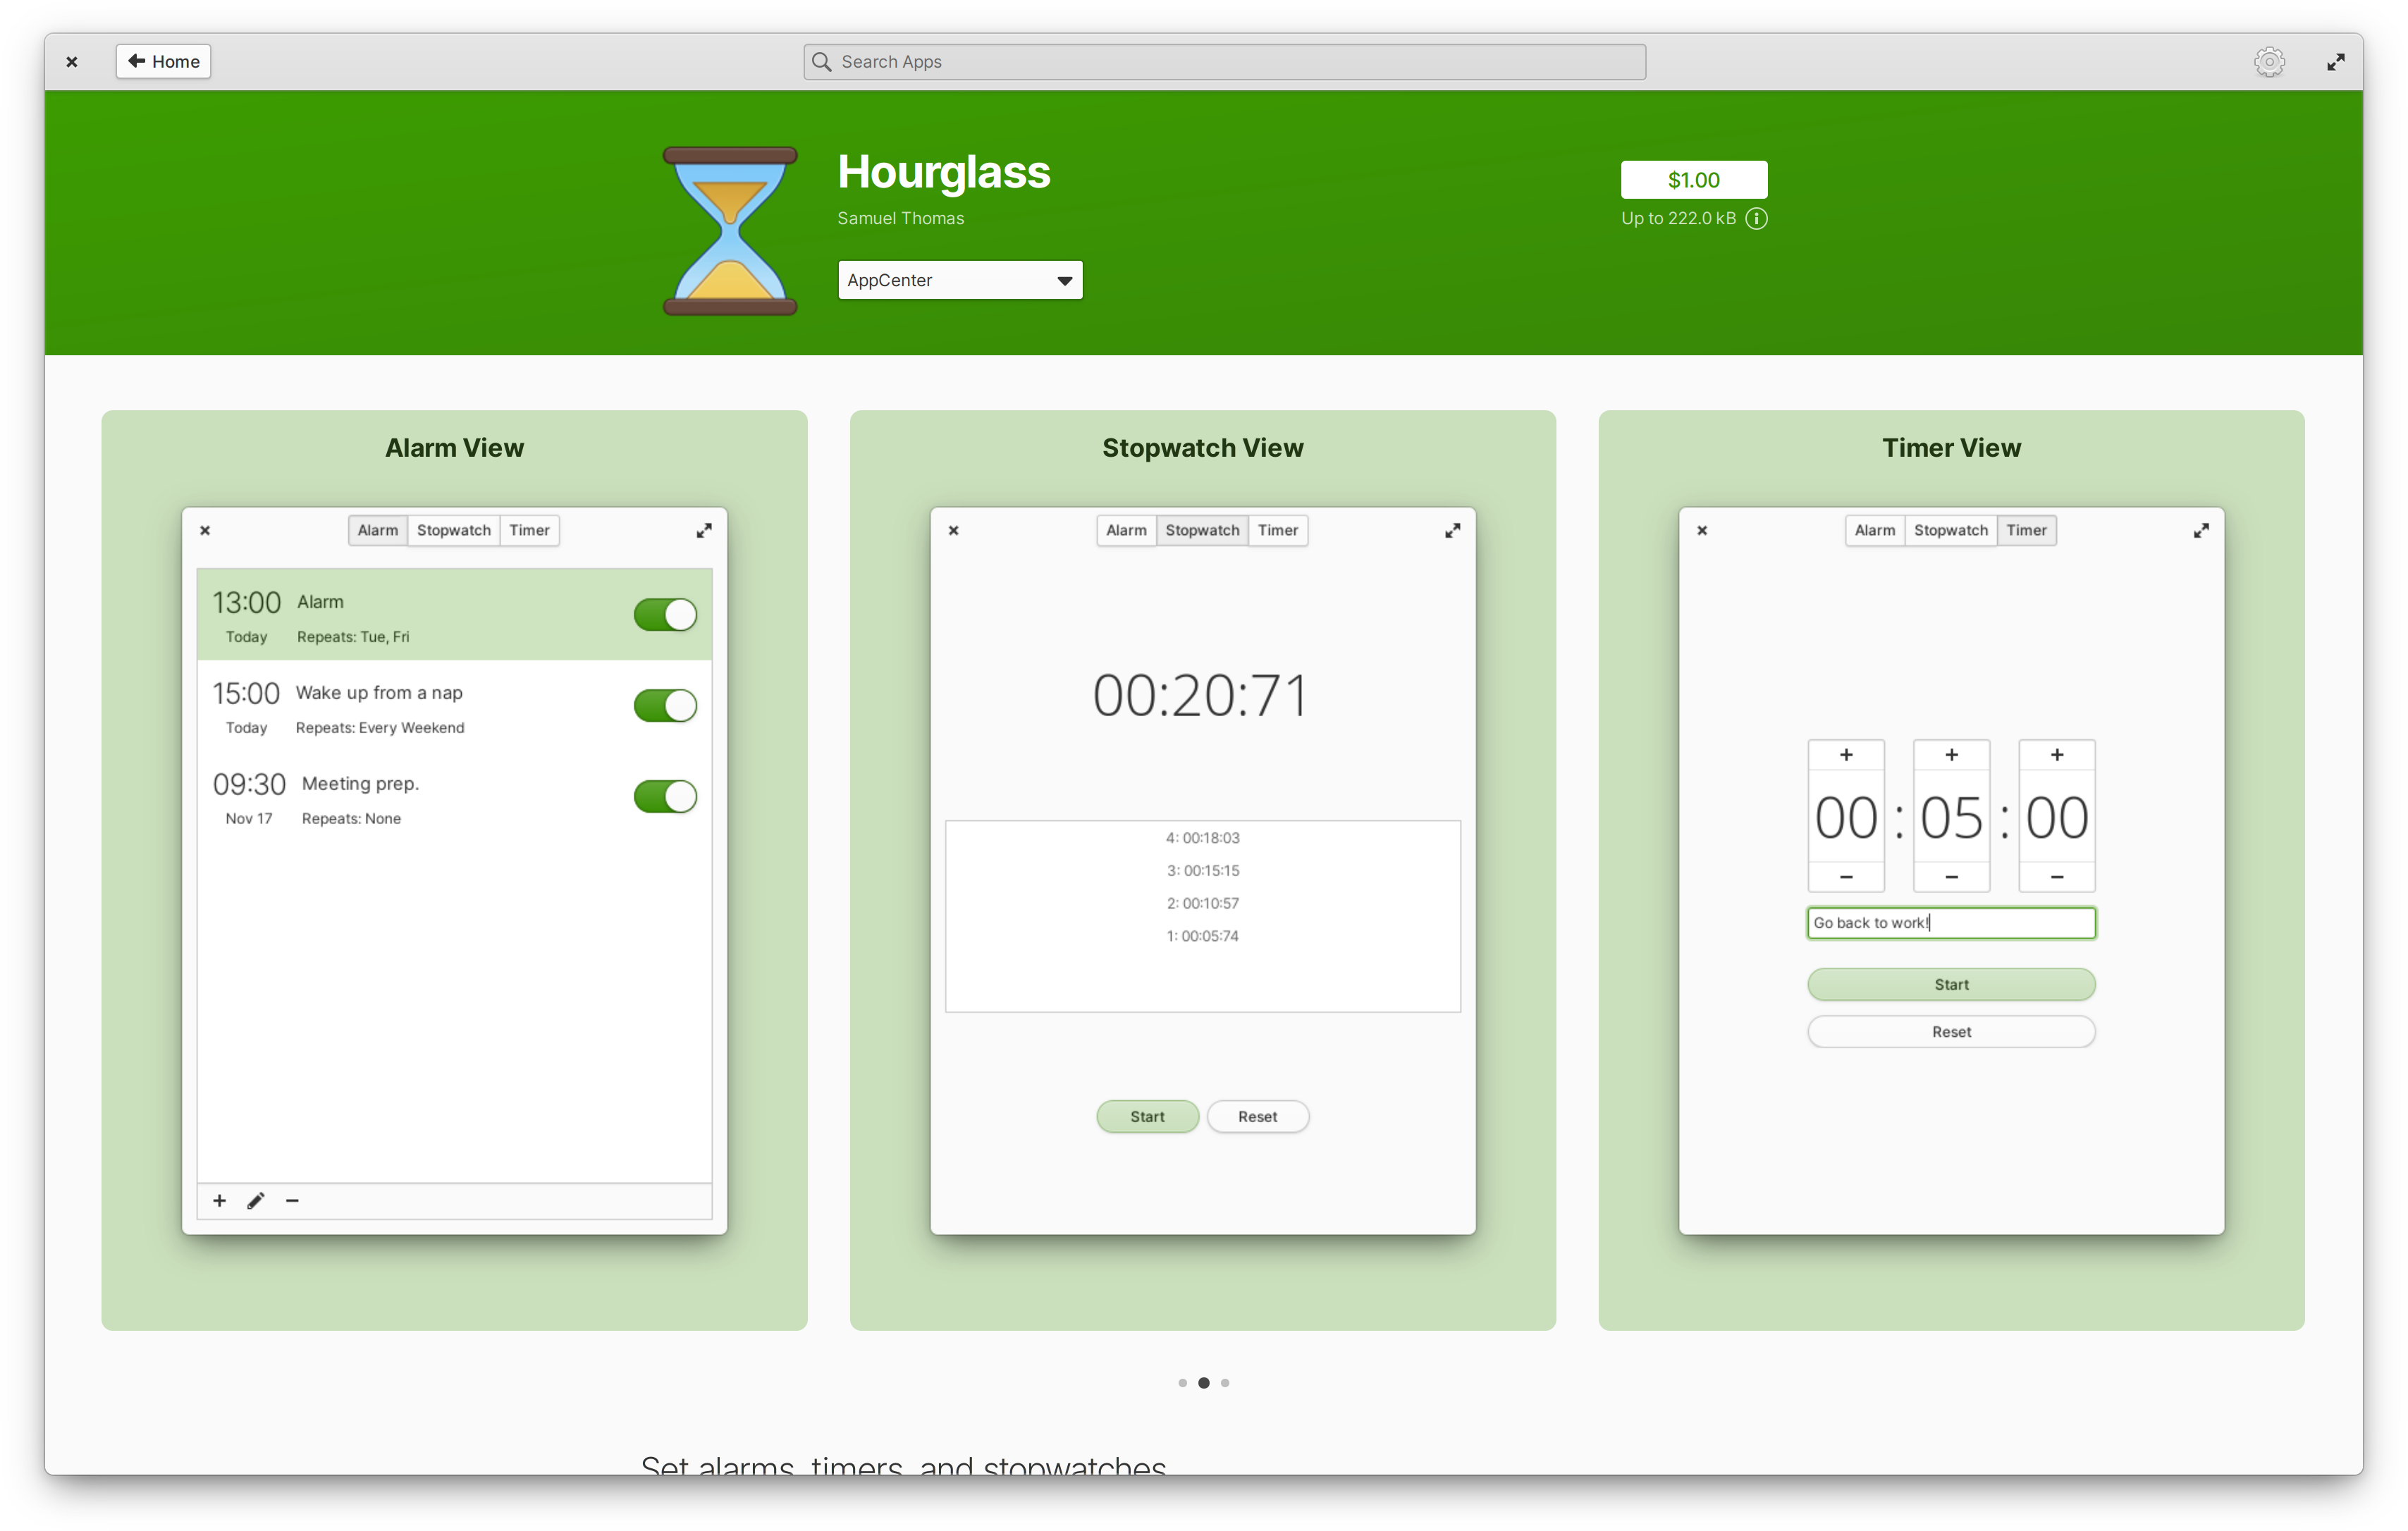 Home
Search Apps
Hourglass
Samuel Thomas
AppCenter
$1.00
Up to 222.0 kB
Alarm View
Alarm Stopwatch Timer
13:00 Alarm
Today Repeats: Tue, Fri
15:00 Wake up from a nap
Today Repeats: Every Weekend
09:30 Meeting prep.
Nov 17 Repeats: None
Stopwatch View
Alarm Stopwatch Timer
00:20:71
4: 00:18:03
3: 00:15:15
2: 00:10:57
1: 00:05:74
Start Reset
Timer View
Alarm Stopwatch Timer
+ + +
00 : 05 : 00
− − −
Go back to work!
Start
Reset
Set alarms, timers, and stopwatches